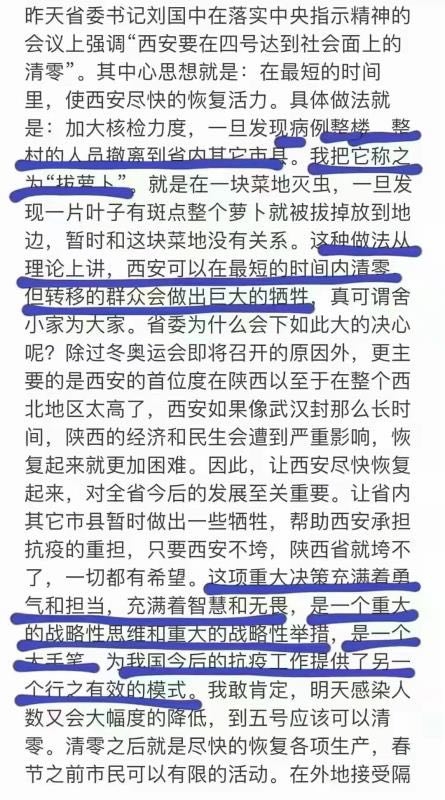 昨天省委书记刘国中在落实中央指示精神的
会议上强调“西安要在四号达到社会面上的
清零”。其中心思想就是：在最短的时间
里，使西安尽快的恢复活力。具体做法就
是：加大核检力度，一旦发现病例整楼、整
村的人员撤离到省内其它市县。我把它称之
为“拔萝卜”。就是在一块菜地灭虫，一旦发
现一片叶子有斑点整个萝卜就被拔掉放到地
边，暂时和这块菜地没有关系。这种做法从
理论上讲，西安可以在最短的时间内清零，
但转移的群众会做出巨大的牺牲，真可谓舍
小家为大家。省委为什么会下如此大的决心
呢？除过冬奥运会即将召开的原因外，更主
要的是西安的首位度在陕西以至于在整个西
北地区太高了，西安如果像武汉封那么长时
间，陕西的经济和民生会遭到严重影响，恢
复起来就更加困难。因此，让西安尽快恢复
起来，对全省今后的发展至关重要。让省内
其它市县暂时做出一些牺牲，帮助西安承担
抗疫的重担，只要西安不垮，陕西省就垮不
了，一切都有希望。这项重大决策充满着勇
气和担当，充满着智慧和无畏，是一个重大
的战略性思维和重大的战略性举措，是一个
大手笔，为我国今后的抗疫工作提供了另一
个行之有效的模式。我敢肯定，明天感染人
数又会大幅度的降低，到五号应该可以清
零。清零之后就是尽快的恢复各项生产，春
节之前市民可以有限的活动。在外地接受隔